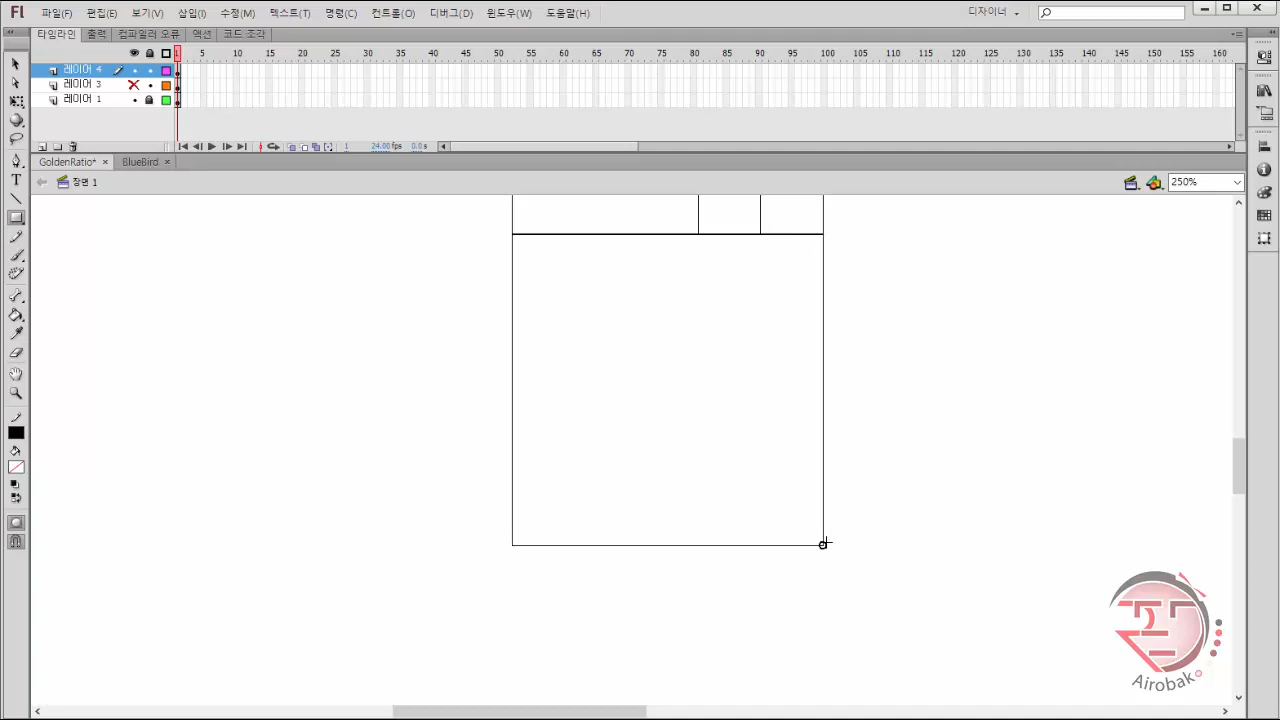 Fl 파일(F) 편집(E) 보기(V) 삽입(I) 수정(M) 텍스트(T) 명령(C) 컨트롤(O) 디버그(D) 윈도우(W) 도움말(H) 디자이너
타임라인 출력 컴파일러 오류 액션 코드 조각
1 5 10 15 20 25 30 35 40 45 50 55 60 65 70 75 80 85 90 95 100 105 110 115 120 125 130 135 140 145 150 155 160
레이어 4
레이어 3
레이어 1
1 24.00 fps 0.0 s
GoldenRatio* × BlueBird ×
장면 1 250%
T
Airobak